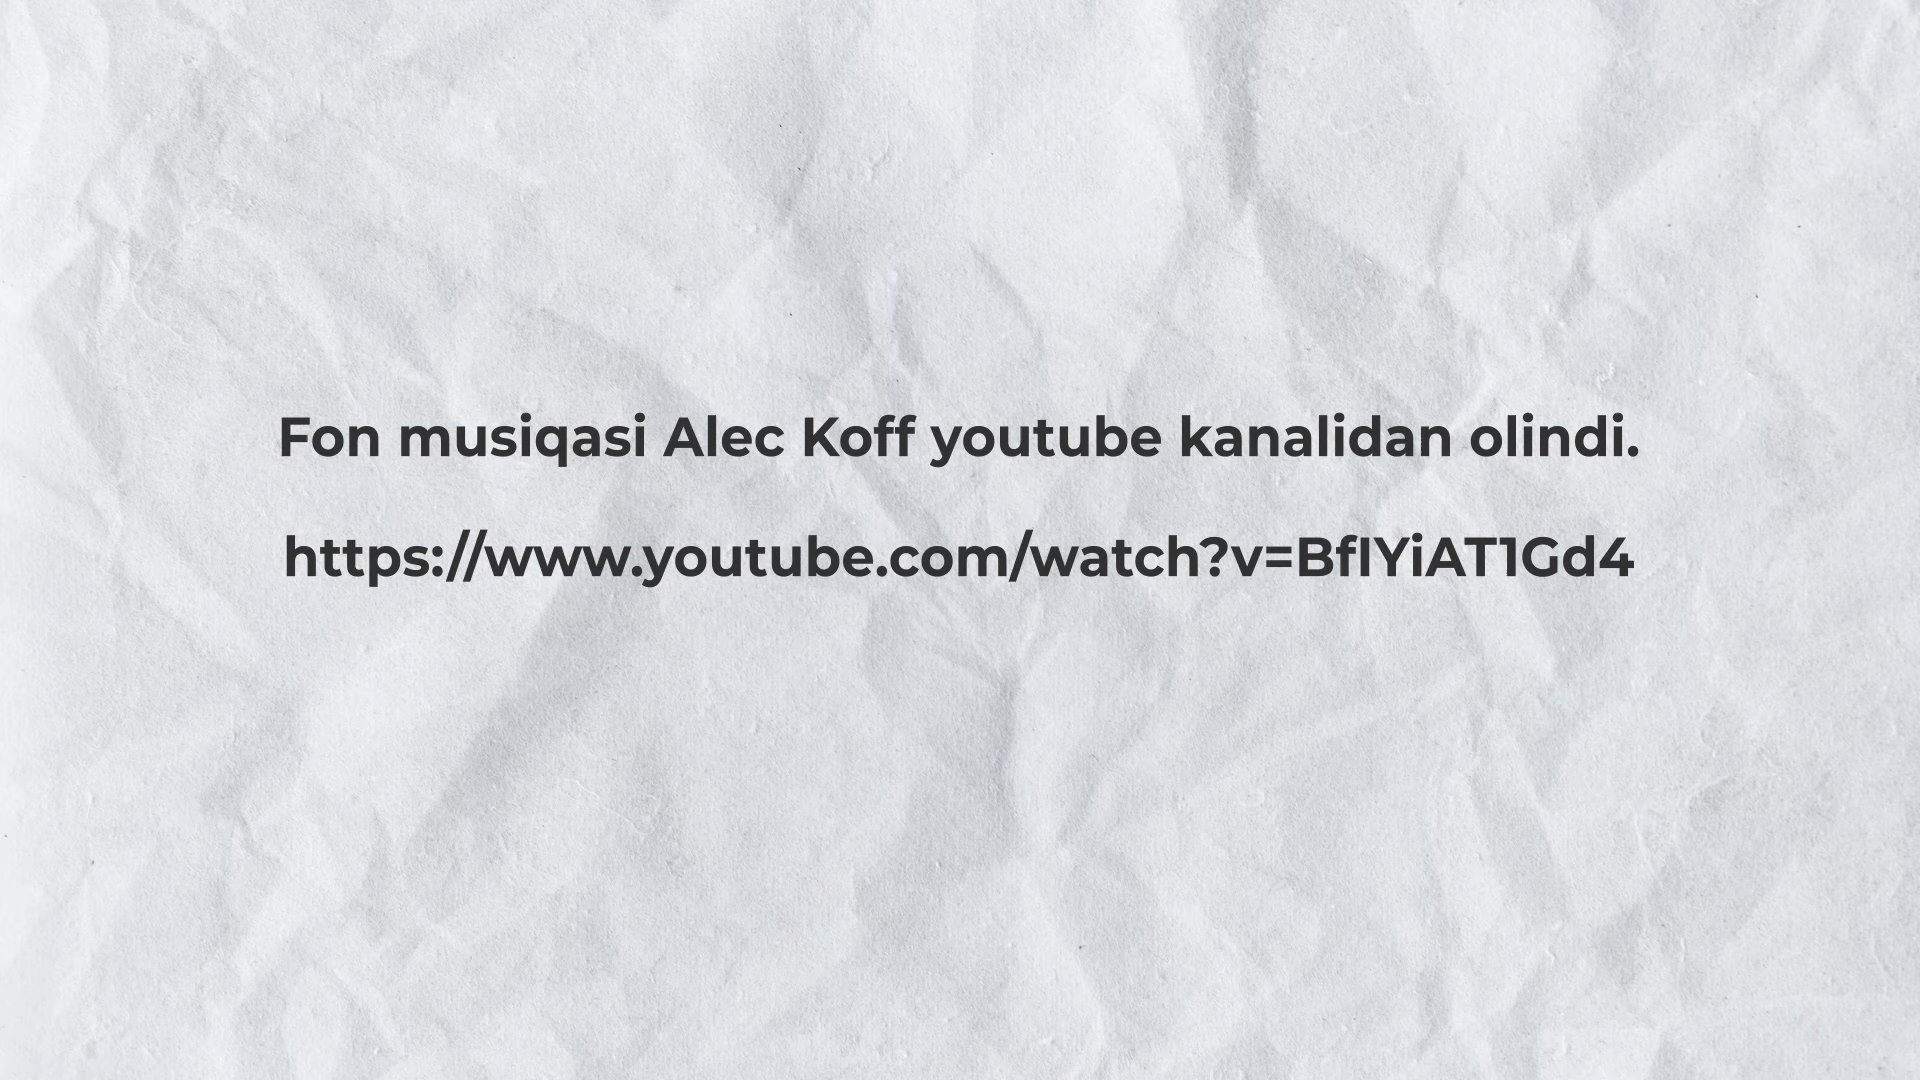 Fon musiqasi Alec Koff youtube kanalidan olindi.
https://www.youtube.com/watch?v=BfIYiAT1Gd4